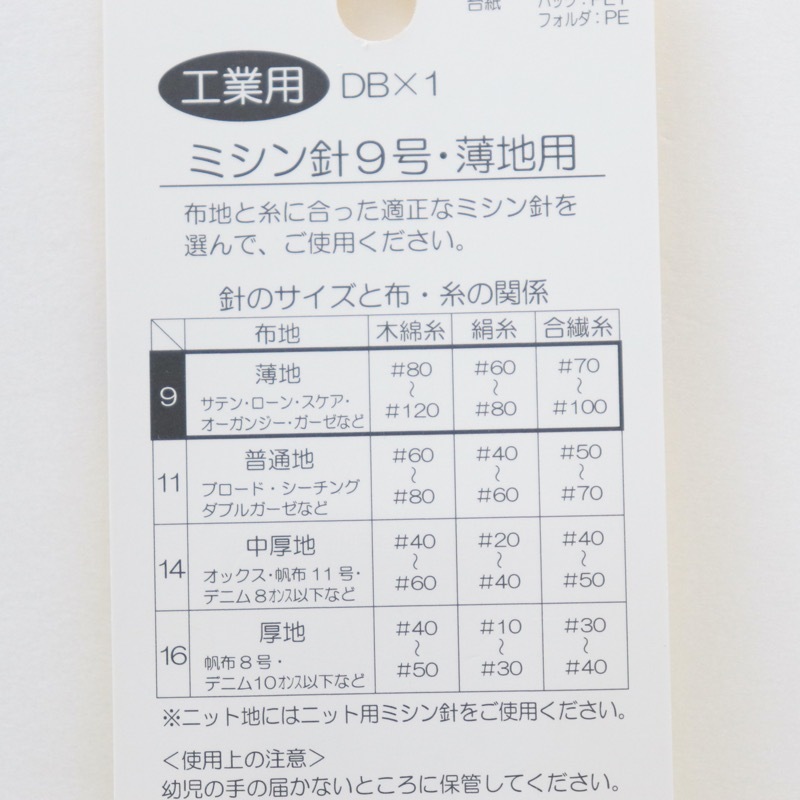 台紙 パック：PET
フォルダ：PE
工業用 DB×1
ミシン針９号・薄地用
布地と糸に合った適正なミシン針を
選んで、ご使用ください。
針のサイズと布・糸の関係
布地 木綿糸 絹糸 合繊糸
9 薄地 #80〜#120 #60〜#80 #70〜#100
サテン・ローン・スケア・
オーガンジー・ガーゼなど
11 普通地 #60〜#80 #40〜#60 #50〜#70
ブロード・シーチング
ダブルガーゼなど
14 中厚地 #40〜#60 #20〜#40 #40〜#50
オックス・帆布11号・
デニム８オンス以下など
16 厚地 #40〜#50 #10〜#30 #30〜#40
帆布８号・
デニム10オンス以下など
※ニット地にはニット用ミシン針をご使用ください。
＜使用上の注意＞
幼児の手の届かないところに保管してください。